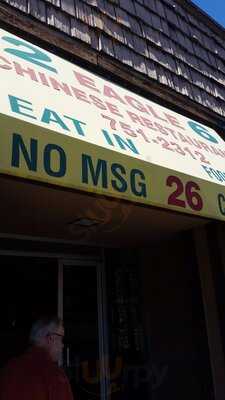 2 EAGLE 6
CHINESE RESTAURANT
751-2312
EAT IN
NO MSG 26